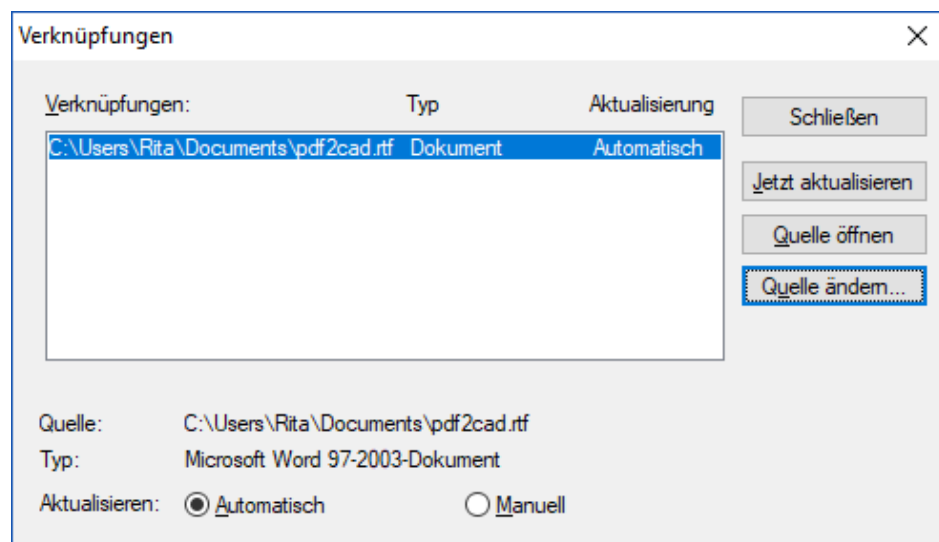 Verknüpfungen
Verknüpfungen: Typ Aktualisierung
C:\Users\Rita\Documents\pdf2cad.rtf Dokument Automatisch
Schließen
Jetzt aktualisieren
Quelle öffnen
Quelle ändern...
Quelle: C:\Users\Rita\Documents\pdf2cad.rtf
Typ: Microsoft Word 97-2003-Dokument
Aktualisieren: Automatisch Manuell